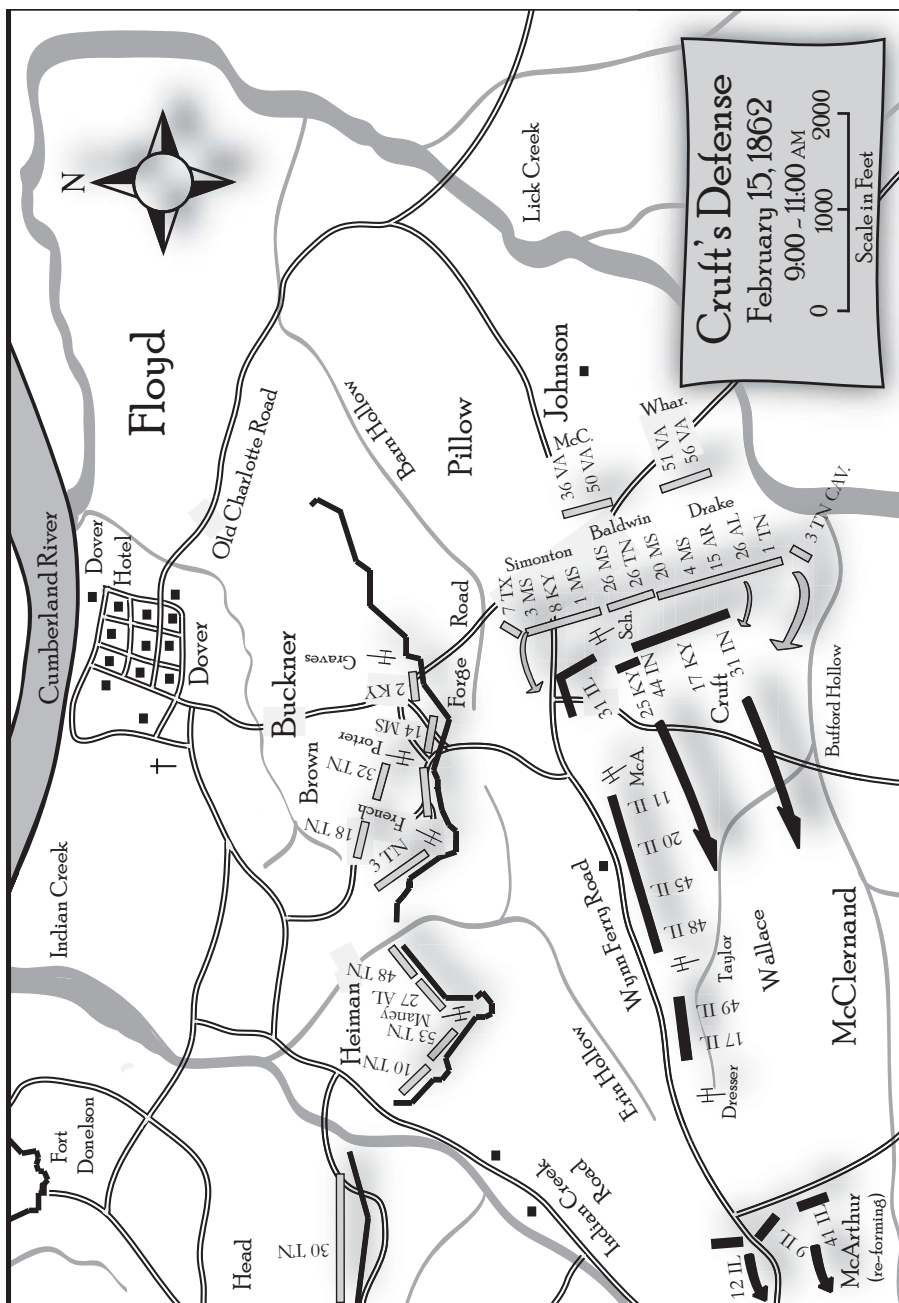 Cruft's Defense
February 15, 1862
9:00 ~ 11:00 AM
0 1000 2000
Scale in Feet
N
Cumberland River
Floyd
Lick Creek
Old Charlotte Road
Dover
Hotel
Dover
Barn Hollow
Pillow
Johnson
Buckner
Graves
2 KY
14 MS
Porter
32 TN
Brown
French
18 TN
3 TN
Forge
Road
36 VA
McC.
50 VA
Whar.
51 VA
56 VA
7 TX
3 MS
Simonton
8 KY
1 MS
26 MS
Baldwin
26 TN
20 MS
4 MS
Drake
15 AR
26 AL
1 TN
3 TN CAV.
Sch.
31 IL
25 KY
44 IN
17 KY
Cruft
31 IN
Bufford Hollow
McA.
11 IL
20 IL
45 IL
48 IL
Taylor
Wallace
49 IL
17 IL
Dresser
McClernand
Wynn Ferry Road
Indian Creek
Heiman
48 TN
27 AL
Maney
53 TN
10 TN
Erin Hollow
Fort
Donelson
Head
30 TN
Indian Creek
Road
12 IL
9 IL
41 IL
McArthur
(re-forming)